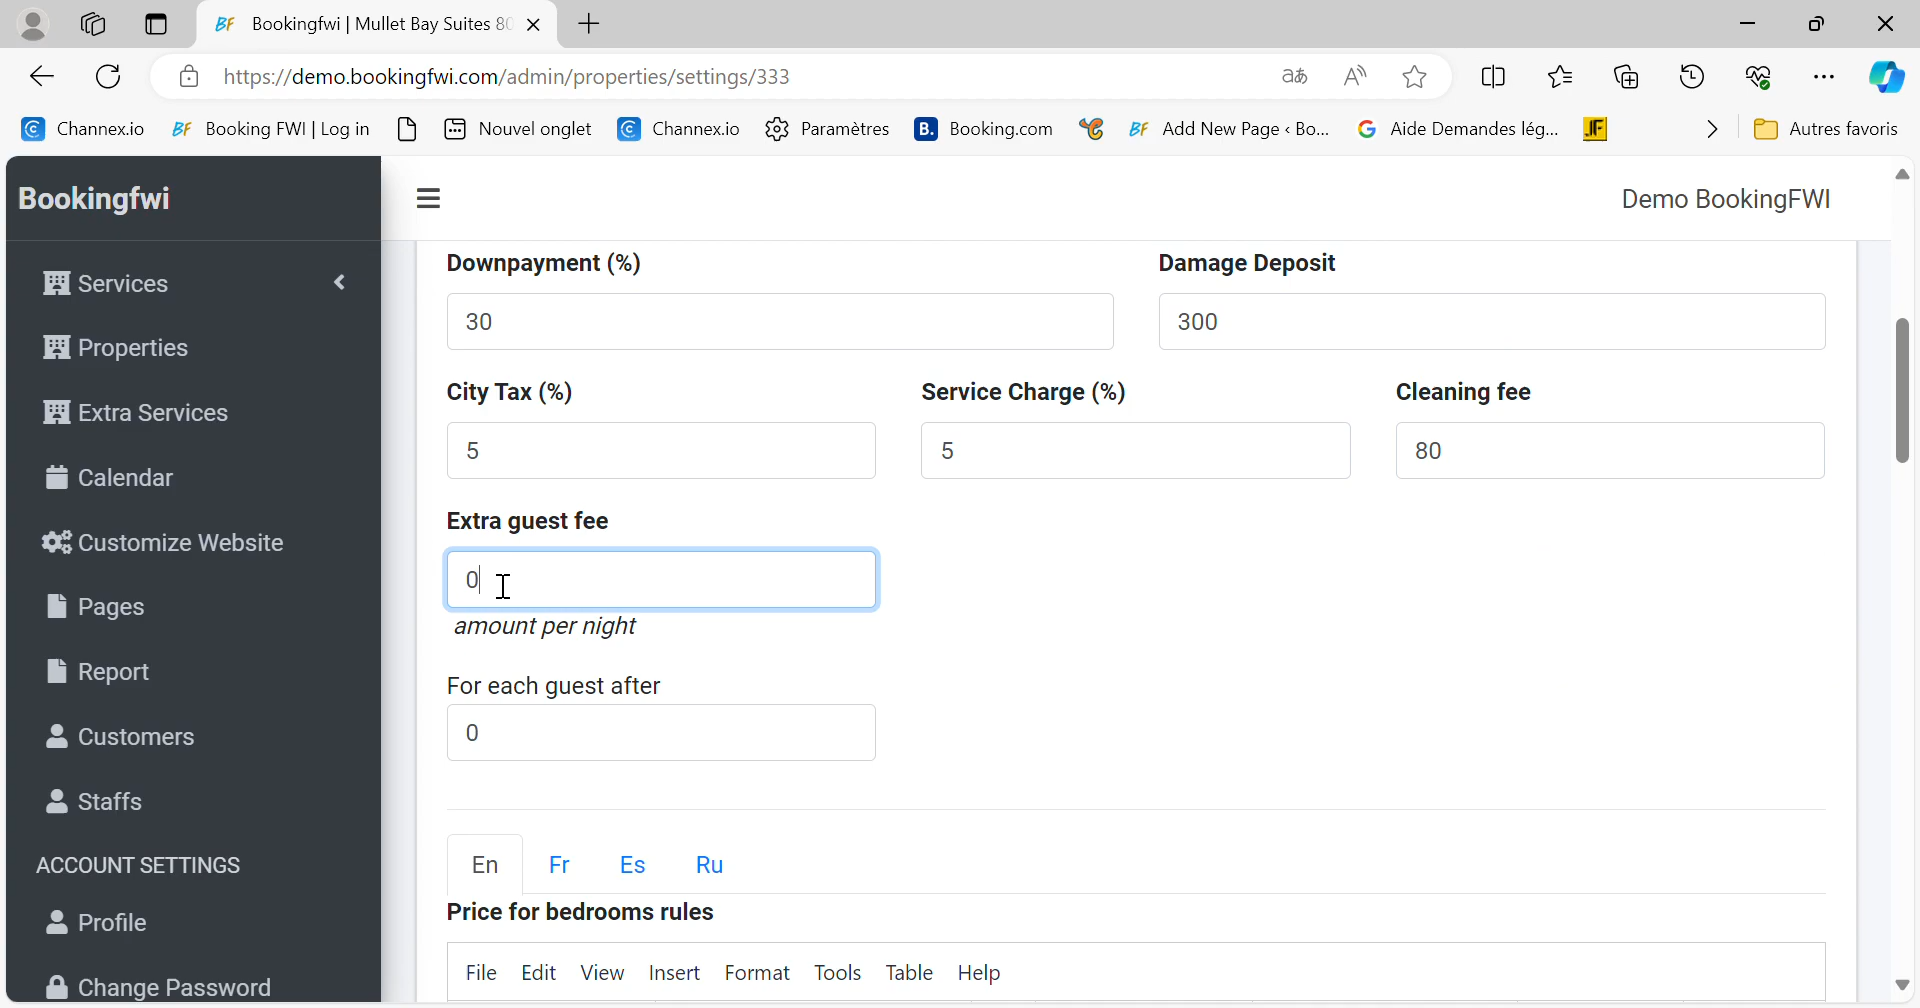 Bookingfwi | Mullet Bay Suites 80
https://demo.bookingfwi.com/admin/properties/settings/333
Channex.io
Booking FWI | Log in
Nouvel onglet
Channex.io
Paramètres
Booking.com
Add New Page ‹ Bo...
Aide Demandes lég...
Autres favoris
Bookingfwi
Demo BookingFWI
Services
Properties
Extra Services
Calendar
Customize Website
Pages
Report
Customers
Staffs
ACCOUNT SETTINGS
Profile
Change Password
Downpayment (%)
30
Damage Deposit
300
City Tax (%)
5
Service Charge (%)
5
Cleaning fee
80
Extra guest fee
0
amount per night
For each guest after
0
En Fr Es Ru
Price for bedrooms rules
File Edit View Insert Format Tools Table Help